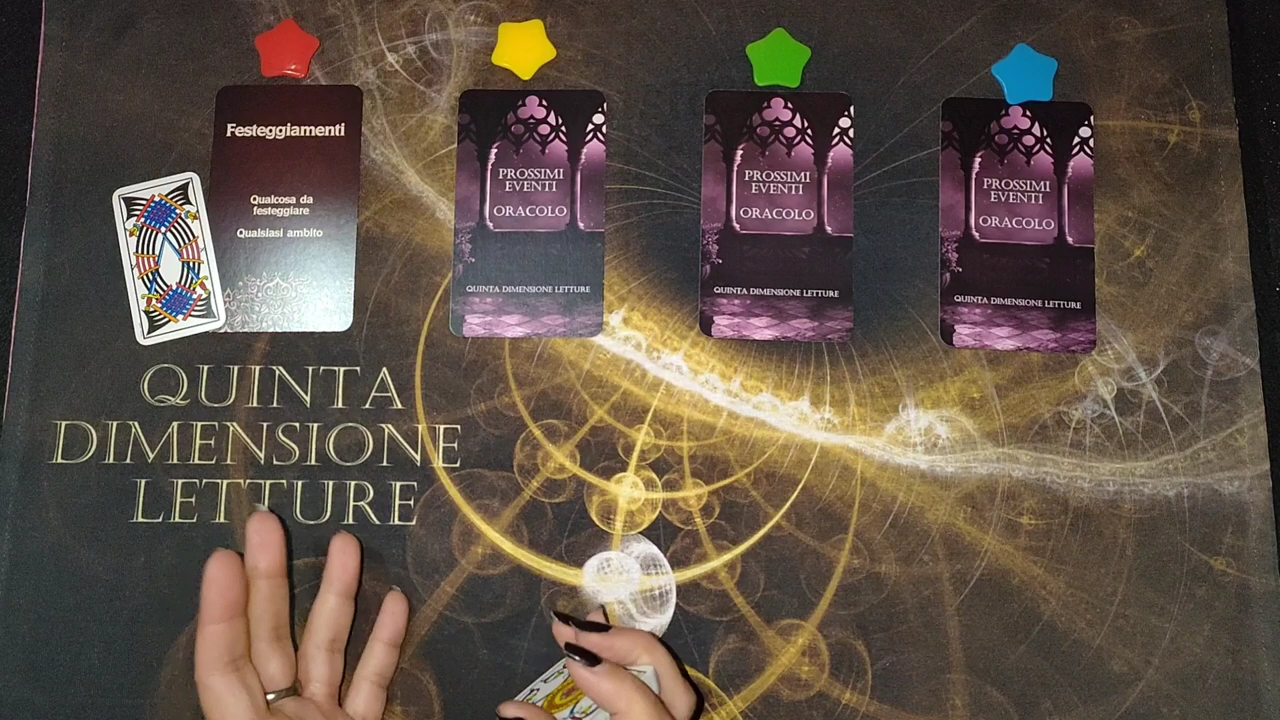 Festeggiamenti
Qualcosa da
festeggiare
Qualsiasi ambito
PROSSIMI
EVENTI
ORACOLO
QUINTA DIMENSIONE LETTURE
PROSSIMI
EVENTI
ORACOLO
QUINTA DIMENSIONE LETTURE
PROSSIMI
EVENTI
ORACOLO
QUINTA DIMENSIONE LETTURE
QUINTA
DIMENSIONE
LETTURE